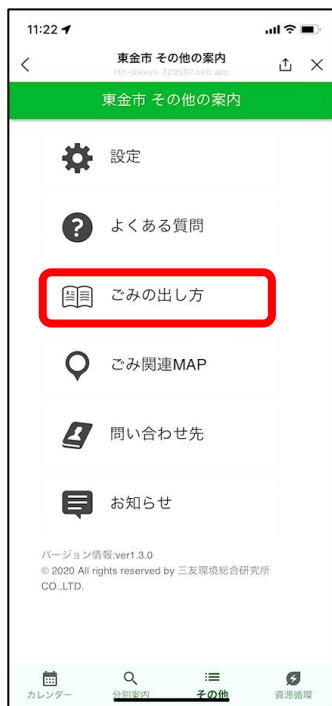 11:22
東金市 その他の案内
nth-plexus-329507.web.app
東金市 その他の案内
設定
よくある質問
ごみの出し方
ごみ関連MAP
問い合わせ先
お知らせ
バージョン情報:ver1.3.0
© 2020 All rights reserved by 三友環境総合研究所
CO.,LTD.
カレンダー
分別案内
その他
資源循環